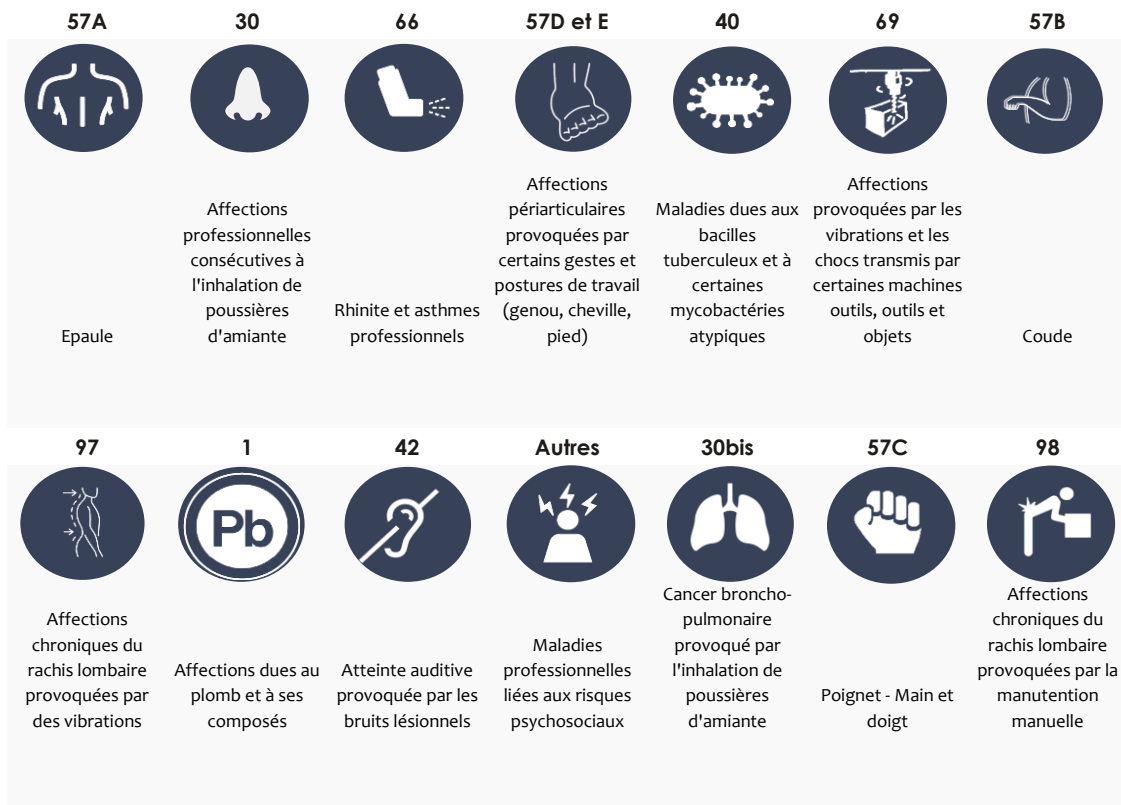 57A
30
66
57D et E
40
69
57B
Epaule
Affections
professionnelles
consécutives à
l'inhalation de
poussières
d'amiante
Rhinite et asthmes
professionnels
Affections
périarticulaires
provoquées par
certains gestes et
postures de travail
(genou, cheville,
pied)
Maladies dues aux
bacilles
tuberculeux et à
certaines
mycobactéries
atypiques
Affections
provoquées par les
vibrations et les
chocs transmis par
certaines machines
outils, outils et
objets
Coude
97
1
42
Autres
30bis
57C
98
Pb
Affections
chroniques du
rachis lombaire
provoquées par
des vibrations
Affections dues au
plomb et à ses
composés
Atteinte auditive
provoquée par les
bruits lésionnels
Maladies
professionnelles
liées aux risques
psychosociaux
Cancer broncho-
pulmonaire
provoqué par
l'inhalation de
poussières
d'amiante
Poignet - Main et
doigt
Affections
chroniques du
rachis lombaire
provoquées par la
manutention
manuelle